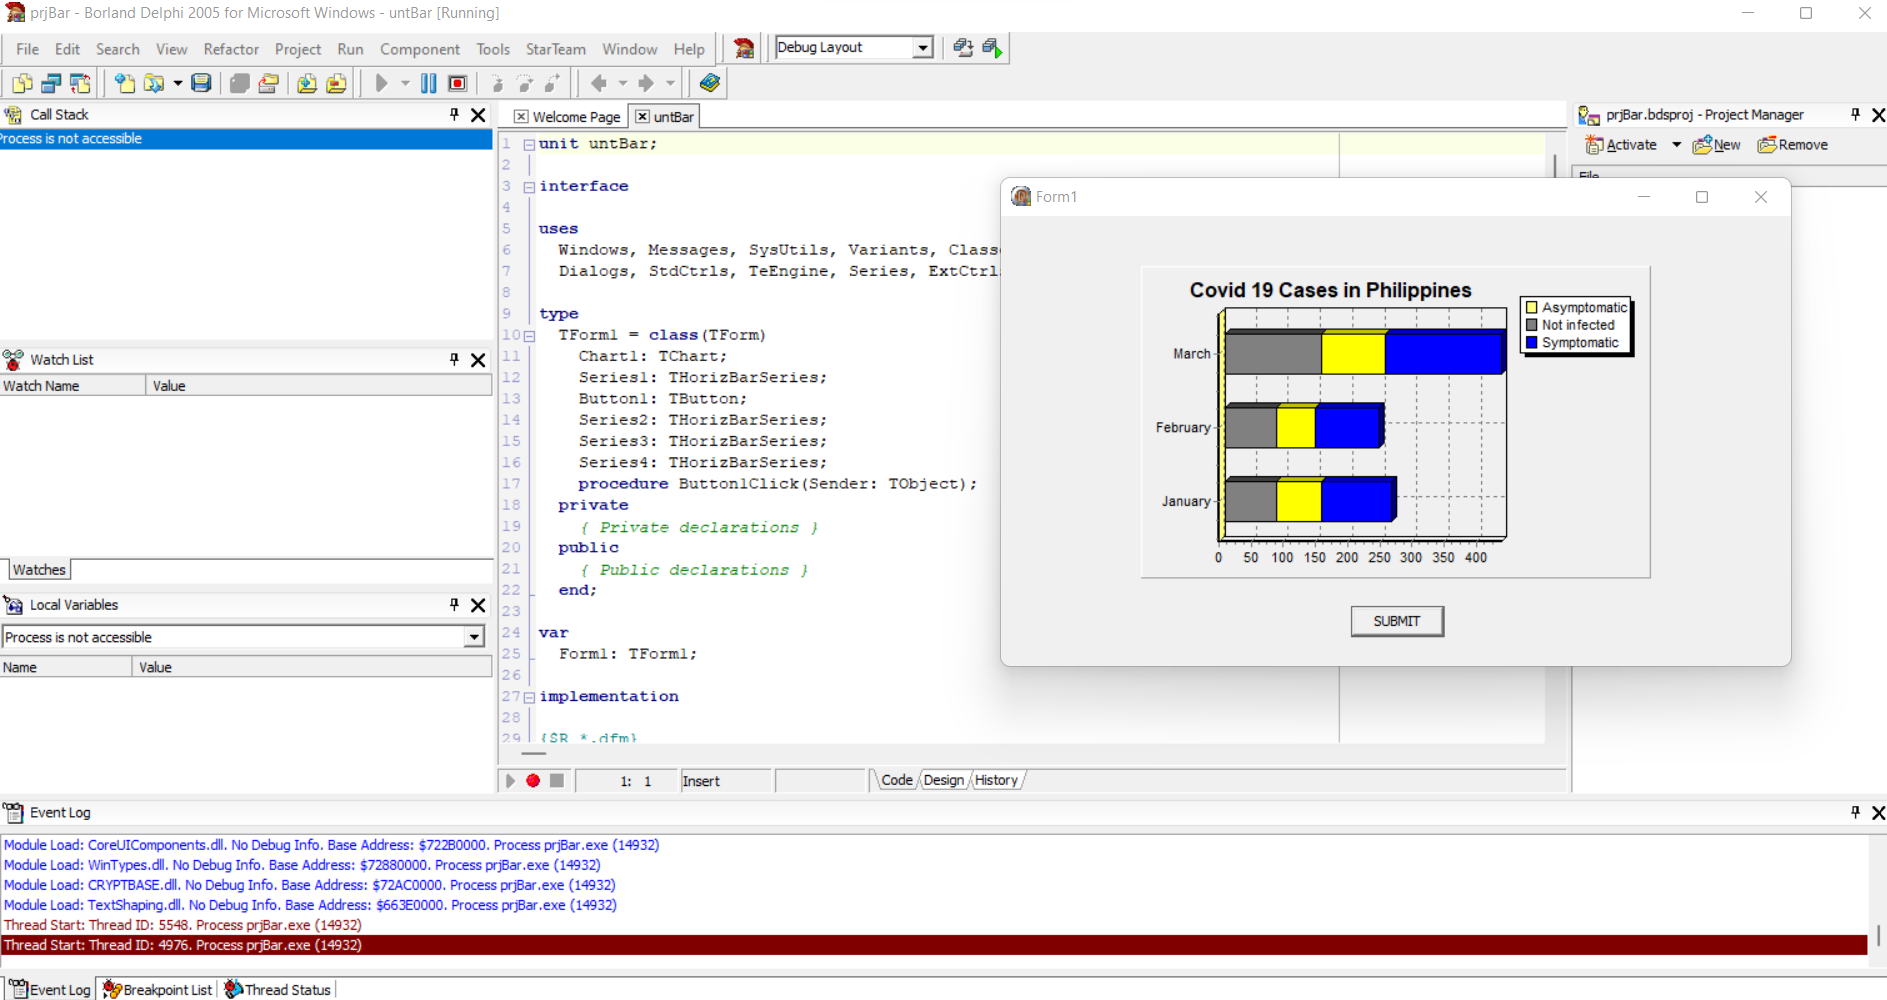 prjBar - Borland Delphi 2005 for Microsoft Windows - untBar [Running]
File Edit Search View Refactor Project Run Component Tools StarTeam Window Help
Debug Layout
Call Stack
Process is not accessible
Watch List
Watch Name Value
Watches
Local Variables
Process is not accessible
Name Value
Welcome Page untBar
1 unit untBar;
2
3 interface
4
5 uses
6 Windows, Messages, SysUtils, Variants, Class
7 Dialogs, StdCtrls, TeEngine, Series, ExtCtrl
8
9 type
10 TForm1 = class(TForm)
11 Chart1: TChart;
12 Series1: THorizBarSeries;
13 Button1: TButton;
14 Series2: THorizBarSeries;
15 Series3: THorizBarSeries;
16 Series4: THorizBarSeries;
17 procedure Button1Click(Sender: TObject);
18 private
19 { Private declarations }
20 public
21 { Public declarations }
22 end;
23
24 var
25 Form1: TForm1;
26
27 implementation
28
29 {$R *.dfm}
1: 1 Insert
Code Design History
prjBar.bdsproj - Project Manager
Activate New Remove
File
Form1
Covid 19 Cases in Philippines
Asymptomatic
Not infected
Symptomatic
March
February
January
0 50 100 150 200 250 300 350 400
SUBMIT
Event Log
Module Load: CoreUIComponents.dll. No Debug Info. Base Address: $722B0000. Process prjBar.exe (14932)
Module Load: WinTypes.dll. No Debug Info. Base Address: $72880000. Process prjBar.exe (14932)
Module Load: CRYPTBASE.dll. No Debug Info. Base Address: $72AC0000. Process prjBar.exe (14932)
Module Load: TextShaping.dll. No Debug Info. Base Address: $663E0000. Process prjBar.exe (14932)
Thread Start: Thread ID: 5548. Process prjBar.exe (14932)
Thread Start: Thread ID: 4976. Process prjBar.exe (14932)
Event Log Breakpoint List Thread Status